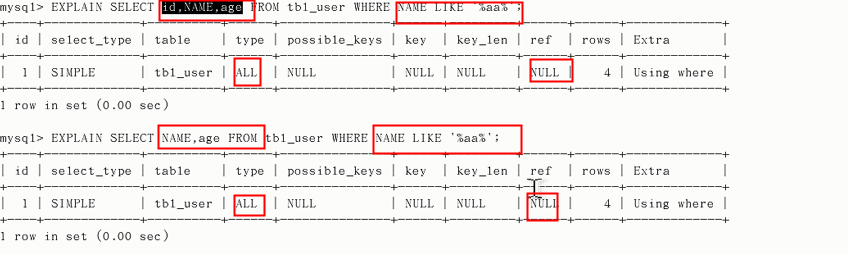 mysql> EXPLAIN SELECT id,NAME,age FROM tbl_user WHERE NAME LIKE '%aa%';
| id | select_type | table | type | possible_keys | key | key_len | ref | rows | Extra |
| 1 | SIMPLE | tbl_user | ALL | NULL | NULL | NULL | NULL | 4 | Using where |
1 row in set (0.00 sec)
mysql> EXPLAIN SELECT NAME,age FROM tbl_user WHERE NAME LIKE '%aa%';
| id | select_type | table | type | possible_keys | key | key_len | ref | rows | Extra |
| 1 | SIMPLE | tbl_user | ALL | NULL | NULL | NULL | NULL | 4 | Using where |
1 row in set (0.00 sec)